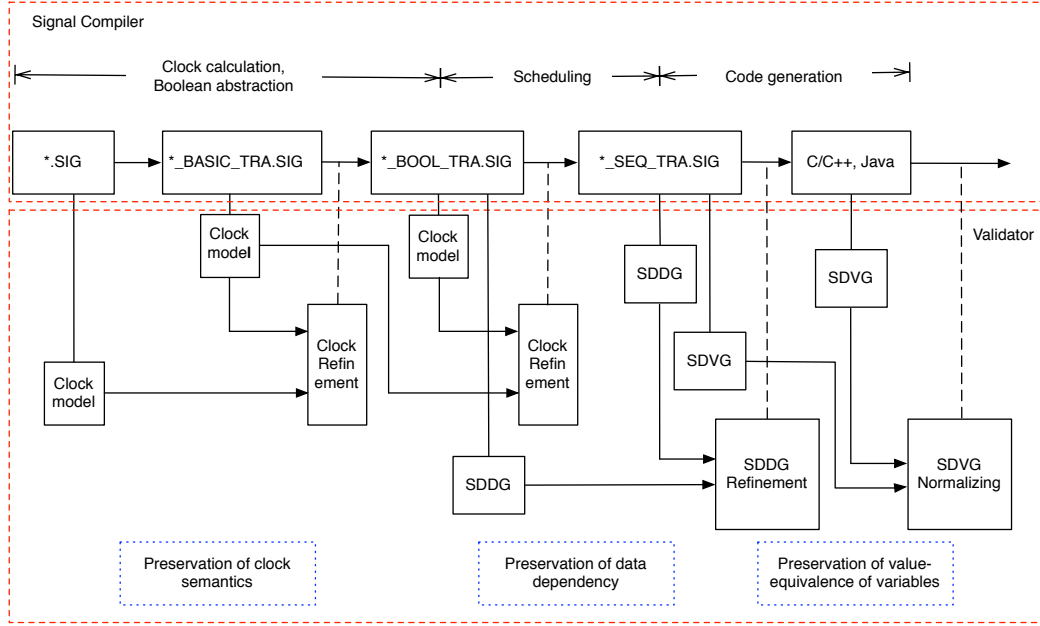 Signal Compiler
Clock calculation,
Boolean abstraction
Scheduling
Code generation
*.SIG
*_BASIC_TRA.SIG
*_BOOL_TRA.SIG
*_SEQ_TRA.SIG
C/C++, Java
Validator
Clock
model
Clock
model
SDDG
SDVG
Clock
Refin
ement
Clock
Refin
ement
SDVG
Clock
model
SDDG
SDDG
Refinement
SDVG
Normalizing
Preservation of clock
semantics
Preservation of data
dependency
Preservation of value-
equivalence of variables